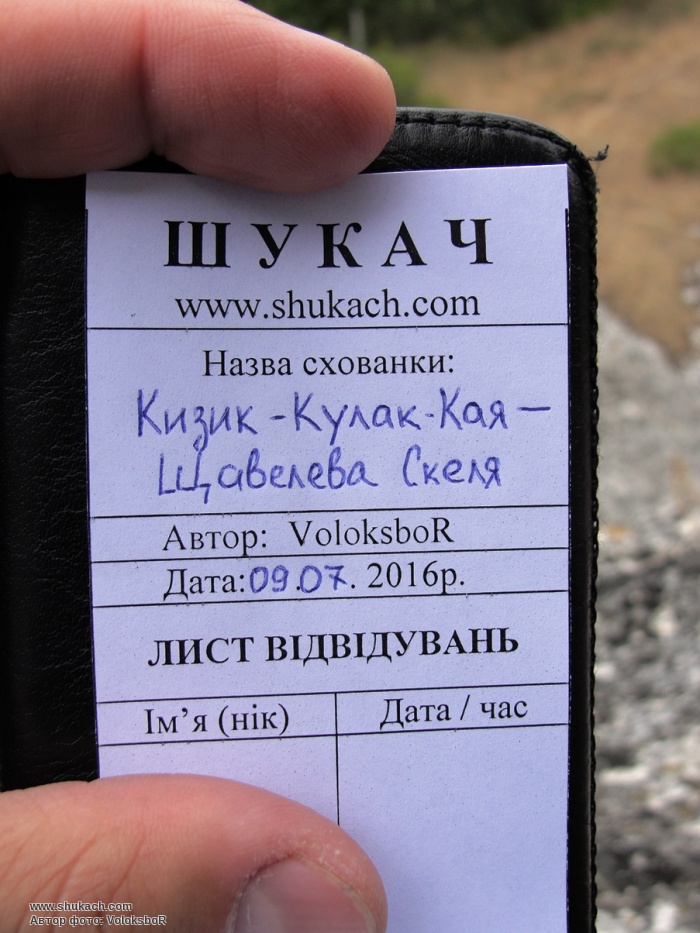 ШУКАЧ
www.shukach.com
Назва схованки:
Кизик-Кулак-Кая—
Щавелева Скеля
Автор: VoloksboR
Дата:09.07. 2016р.
ЛИСТ ВІДВІДУВАНЬ
Ім’я (нік)
Дата / час
www.shukach.com
Автор фото: VoloksboR